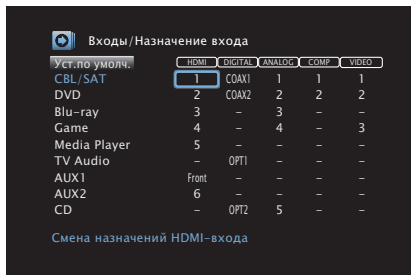 Входы/Назначение входа
Уст.по умолч. HDMI DIGITAL ANALOG COMP VIDEO
CBL/SAT 1 COAX1 1 1 1
DVD 2 COAX2 2 2 2
Blu-ray 3 – 3 – –
Game 4 – 4 – 3
Media Player 5 – – – –
TV Audio – OPT1 – – –
AUX1 Front – – – –
AUX2 6 – – – –
CD – OPT2 5 – –
Смена назначений HDMI-входа